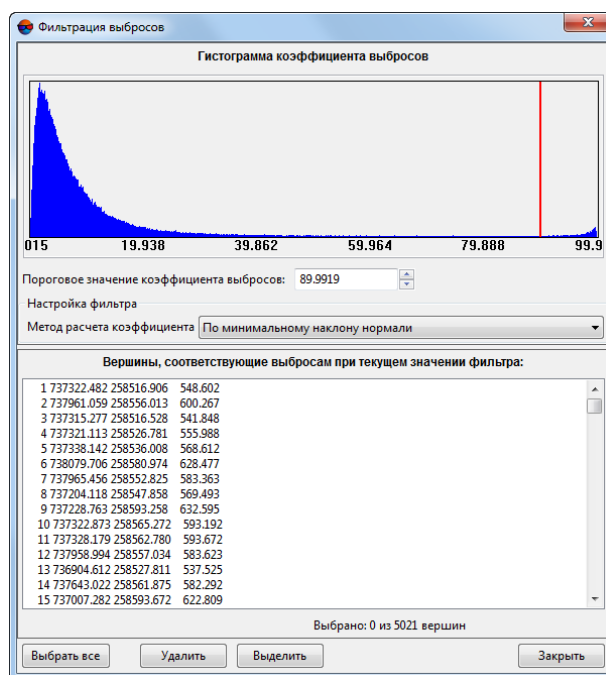 Фильтрация выбросов
Гистограмма коэффициента выбросов
015 19.938 39.862 59.964 79.888 99.9
Пороговое значение коэффициента выбросов: 89.9919
Настройка фильтра
Метод расчета коэффициента По минимальному наклону нормали
Вершины, соответствующие выбросам при текущем значении фильтра:
1 737322.482 258516.906 548.602
2 737961.059 258556.013 600.267
3 737315.277 258516.528 541.848
4 737321.113 258526.781 555.988
5 737338.142 258536.008 568.612
6 738079.706 258580.974 628.477
7 737965.456 258552.825 583.363
8 737204.118 258547.858 569.493
9 737228.763 258593.258 632.595
10 737322.873 258565.272 593.192
11 737328.179 258562.780 593.672
12 737958.994 258557.034 583.623
13 736904.612 258527.811 537.525
14 737643.022 258561.875 582.292
15 737007.282 258593.672 622.809
Выбрано: 0 из 5021 вершин
Выбрать все Удалить Выделить Закрыть